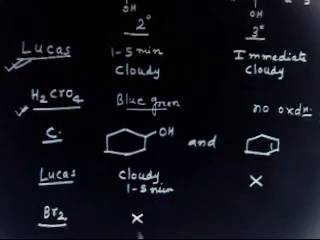 OH OH
2° 3°
Lucas 1-5 min Immediate
cloudy cloudy
H2CrO4 Blue green no oxdn.
C. OH and
Lucas cloudy ×
1-5 min
Br2 ×